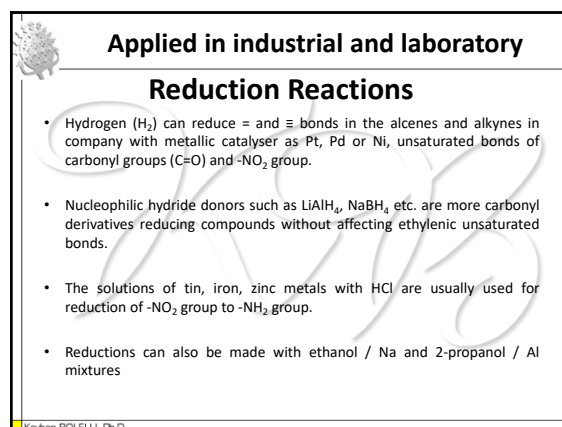 Applied in industrial and laboratory
Reduction Reactions
• Hydrogen (H₂) can reduce = and ≡ bonds in the alcenes and alkynes in
company with metallic catalyser as Pt, Pd or Ni, unsaturated bonds of
carbonyl groups (C=O) and -NO₂ group.
• Nucleophilic hydride donors such as LiAlH₄, NaBH₄ etc. are more carbonyl
derivatives reducing compounds without affecting ethylenic unsaturated
bonds.
• The solutions of tin, iron, zinc metals with HCl are usually used for
reduction of -NO₂ group to -NH₂ group.
• Reductions can also be made with ethanol / Na and 2-propanol / Al
mixtures